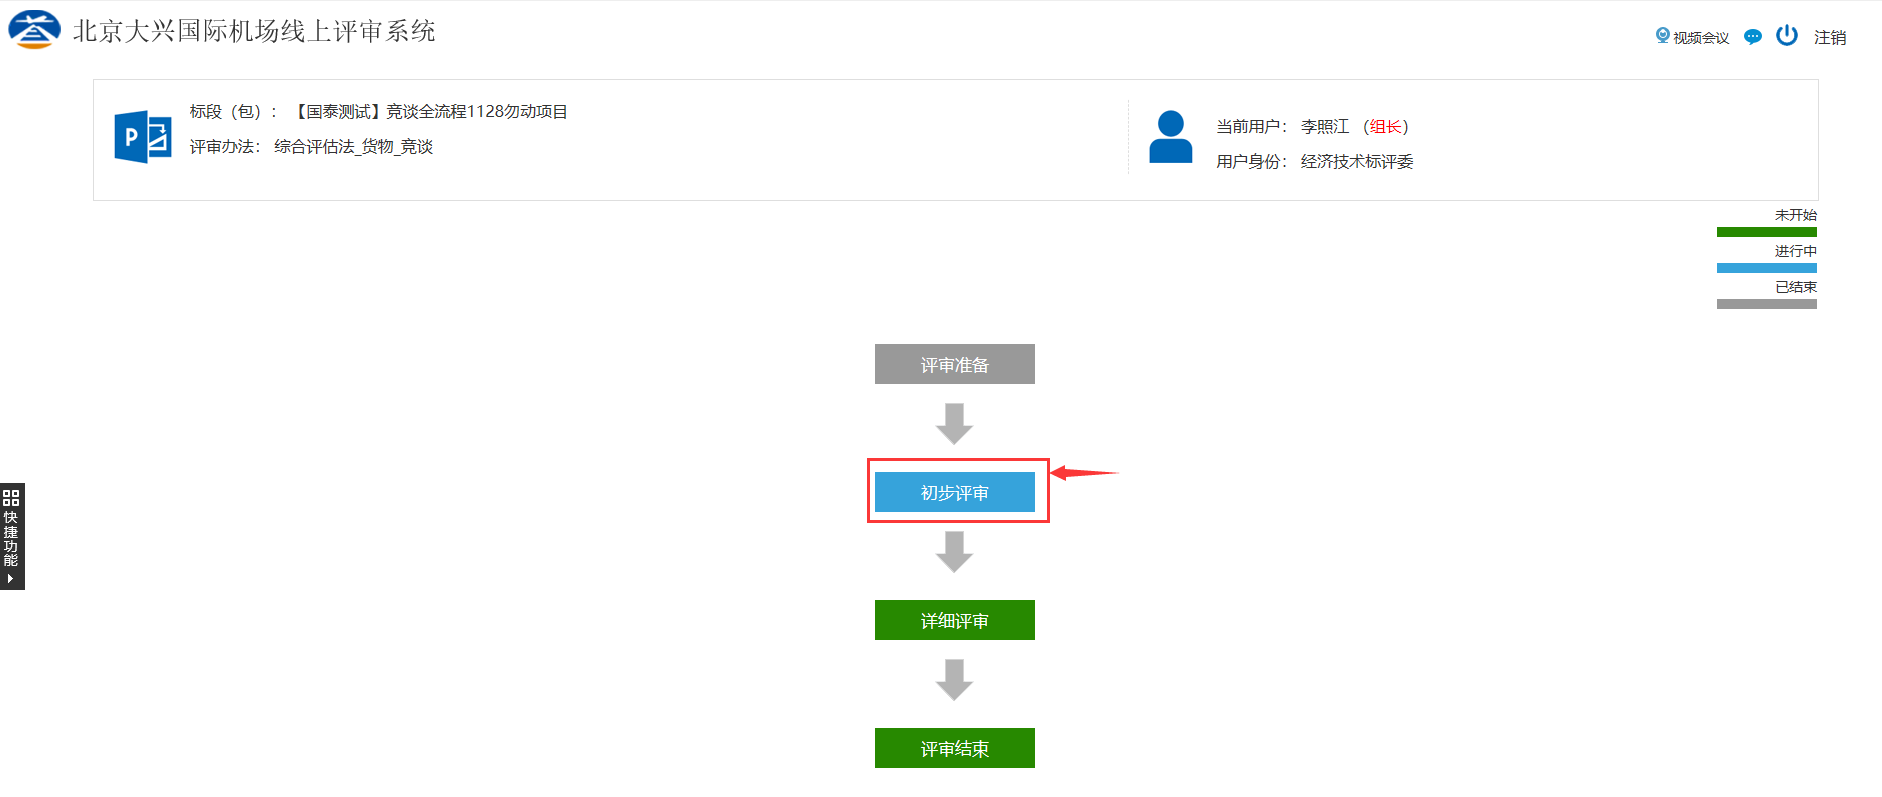 北京大兴国际机场线上评审系统
视频会议
注销
标段（包）： 【国泰测试】竞谈全流程1128勿动项目
评审办法： 综合评估法_货物_竞谈
当前用户： 李照江 （组长）
用户身份： 经济技术标评委
未开始
进行中
已结束
评审准备
初步评审
快捷功能
详细评审
评审结束